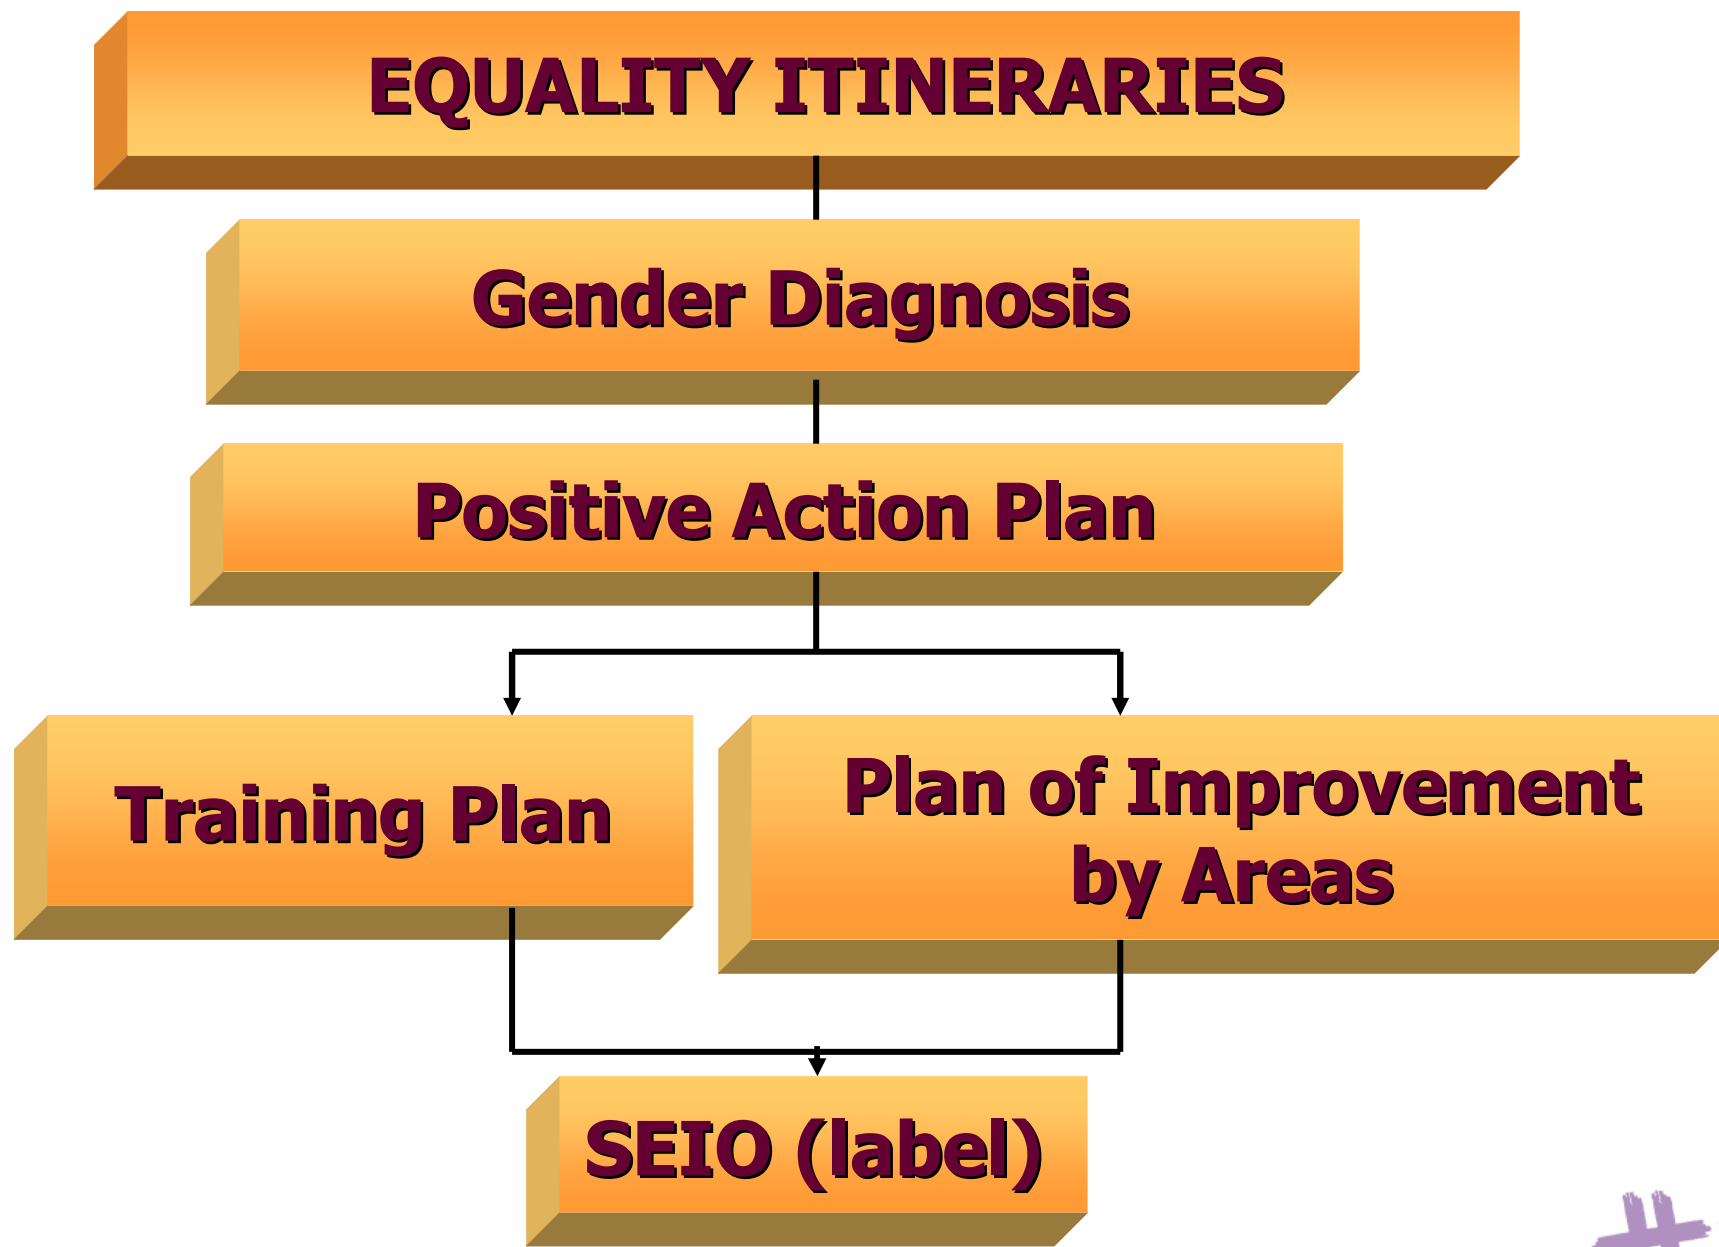 EQUALITY ITINERARIES
Gender Diagnosis
Positive Action Plan
Training Plan
Plan of Improvement
by Areas
SEIO (label)